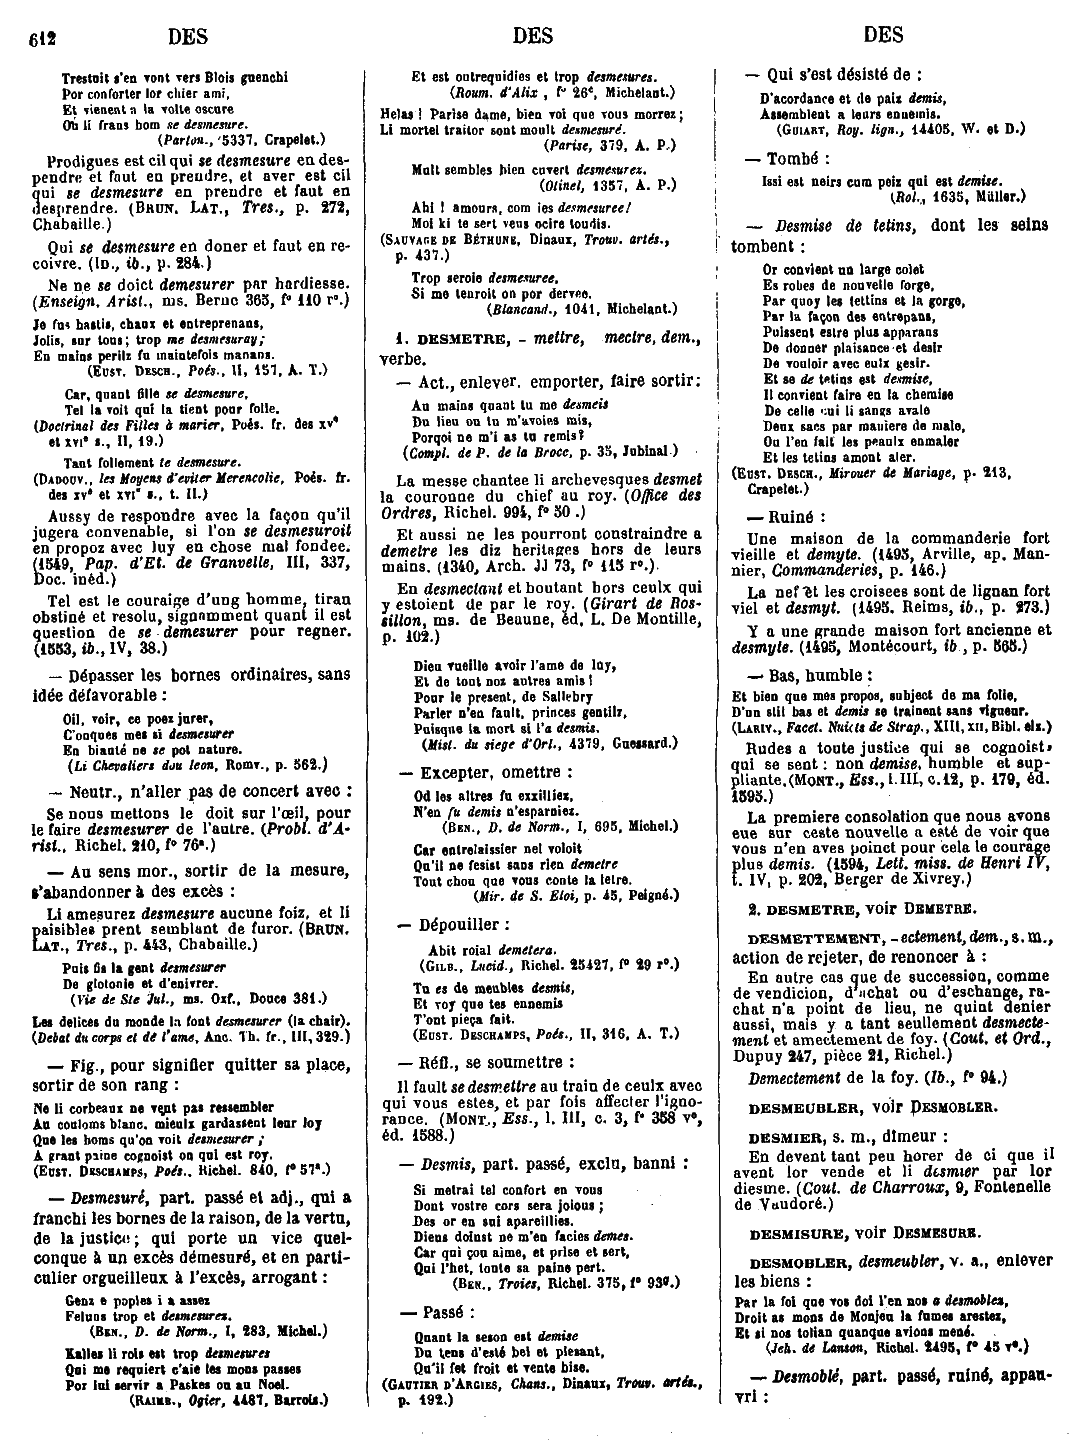 612 DES DES DES
Trestuit s'en vont vers Blois guenchi
Por conforter lor chier ami,
Et vienent a la volte oscure
Où li frans hom se desmesure.
(Parton., 5337, Crapelet.)
Prodigues est cil qui se desmesure en des-
pendre et faut en prendre, et aver est cil
qui se desmesure en prendre et faut en
desprendre. (BRUN. LAT., Tres., p. 272,
Chabaille.)
Qui se desmesure en doner et faut en re-
coivre. (ID., ib., p. 284.)
Ne ne se doict demesurer par hardiesse.
(Enseign. Arist., ms. Berne 365, f° 110 r°.)
Je fus hastis, chaux et entreprenans,
Jolis, sur tous; trop me desmesuray;
En mains perilz fu maintefois manans.
(EUST. DESCH., Poés., II, 157, A. T.)
Car, quant fille se desmesure,
Tel la voit qui la tient pour folle.
(Doctrinal des Filles à marier, Poés. fr. des xv°
et xvi° s., II, 19.)
Tant follement te desmesure.
(DADOUV., les Moyens d'eviter Merencolie, Poés. fr.
des xv° et xvi° s., t. II.)
Aussy de respondre avec la façon qu'il
jugera convenable, si l'on se desmesuroit
en propoz avec luy en chose mal fondee.
(1549, Pap. d'Et. de Granvelle, III, 337,
Doc. inéd.)
Tel est le couraige d'ung homme, tiran
obstiné et resolu, signamment quant il est
question de se demesurer pour regner.
(1553, ib., IV, 38.)
— Dépasser les bornes ordinaires, sans
idée défavorable :
Oil, voir, ce poez jurer,
C'onques mes si desmesurer
En biauté ne se pot nature.
(Li Chevaliers dou leon, Romv., p. 562.)
— Neutr., n'aller pas de concert avec :
Se nous mettons le doit sur l'œil, pour
le faire desmesurer de l'autre. (Probl. d'A-
rist., Richel. 210, f° 76ª.)
— Au sens mor., sortir de la mesure,
s'abandonner à des excès :
Li amesurez desmesure aucune foiz, et li
paisibles prent semblant de furor. (BRUN.
LAT., Tres., p. 443, Chabaille.)
Puis fis la gent desmesurer
De glotonie et d'enivrer.
(Vie de Ste Jul., ms. Oxf., Douce 381.)
Les delices du monde la font desmesurer (la chair).
(Debat du corps et de l'ame, Anc. Th. fr., III, 329.)
— Fig., pour signifier quitter sa place,
sortir de son rang :
Ne li corbeaux ne vont pas ressembler
Au couloms blanc, mieulx gardassent leur loy
Que les homs qu'on voit desmesurer ;
A grant paine cognoist on qui est roy.
(EUST. DESCHAMPS, Poés., Richel. 840, f° 57ª.)
— Desmesuré, part. passé et adj., qui a
franchi les bornes de la raison, de la vertu,
de la justice ; qui porte un vice quel-
conque à un excès démesuré, et en parti-
culier orgueilleux à l'excès, arrogant :
Genz e poples i a assez
Feluns trop et desmesurez.
(BEN., D. de Norm., I, 283, Michel.)
Kalles li rois est trop desmesures
Qui me requiert c'aie les mons passes
Por lui servir a Paskes ou au Noel.
(RAIMB., Ogier, 4487, Barrois.)
Et est outrequidies et trop desmesures.
(Roum. d'Alix , f° 26ᵉ, Michelant.)
Helas ! Parise dame, bien voi que vous morrez ;
Li mortel traitor sont moult desmesuré.
(Parise, 379, A. P.)
Mult sembles bien cuvert desmesurez.
(Otinel, 1357, A. P.)
Ahi ! amours, com ies desmesuree !
Moi ki te sert veus ocire toudis.
(SAUVAGE DE BÉTHUNE, Dinaux, Trouv. artés.,
p. 437.)
Trop seroie desmesuree,
Si me tenroit on por dervee.
(Blancand., 1041, Michelant.)
1. DESMETRE, - mettre, mectre, dem.,
verbe.
— Act., enlever, emporter, faire sortir :
Au mains quant tu me desmeis
Du lieu ou tu m'avoies mis,
Porqoi ne m'i as tu remis?
(Compl. de P. de la Broce, p. 35, Jubinal.)
La messe chantee li archevesques desmet
la couronne du chief au roy. (Office des
Ordres, Richel. 994, f° 30 .)
Et aussi ne les pourront constraindre a
demetre les diz heritages hors de leurs
mains. (1340, Arch. JJ 73, f° 115 r°.)
En desmectant et boutant hors ceulx qui
y estoient de par le roy. (Girart de Ros-
sillon, ms. de Beaune, éd. L. De Montille,
p. 102.)
Dieu vueille avoir l'ame de luy,
Et de tout noz autres amis !
Pour le present, de Sallebry
Parler n'en fault, princes gentilz,
Puisque la mort si l'a desmis.
(Mist. du siege d'Orl., 4379, Guessard.)
— Excepter, omettre :
Od les altres fu exxilliez,
N'en fu demis n'esparniez.
(BEN., D. de Norm., I, 695, Michel.)
Car entrelaissier nel voloit
Qu'il ne fesist sans rien demetre
Tout chou que vous conte la letre.
(Mir. de S. Eloi, p. 45, Peigné.)
— Dépouiller :
Abit roial demetera.
(GILB., Lucid., Richel. 25427, f° 29 r°.)
Tu es de meubles desmis,
Et voy que tes ennemis
T'ont pieça fait.
(EUST. DESCHAMPS, Poés., II, 316, A. T.)
— Réfl., se soumettre :
Il fault se desmettre au train de ceulx avec
qui vous estes, et par fois affecter l'igno-
rance. (MONT., Ess., l. III, c. 3, f° 358 v°,
éd. 1588.)
— Desmis, part. passé, exclu, banni :
Si metrai tel confort en vous
Dont vostre cors sera joious ;
Des or en sui apareillies.
Dieus doinst ne m'en facies demes.
Car qui çou aime, et prise et sert,
Qui l'het, toute sa paine pert.
(BEN., Troies, Richel. 375, f° 93ᵈ.)
— Passé :
Quant la seson est demise
Du tens d'esté bel et plesant,
Qu'il fet froit et vente bise.
(GAUTIER D'ARGIES, Chans., Dinaux, Trouv. artés.,
p. 192.)
— Qui s'est désisté de :
D'acordance et de paiz demis,
Assemblent a leurs ennemis.
(GUIART, Roy. lign., 14405, W. et D.)
— Tombé :
Issi est neirs cum peiz qui est demise.
(Rol., 1635, Müller.)
— Desmise de tetins, dont les seins
tombent :
Or convient un large colet
Es robes de nouvelle forge,
Par quoy les tettins et la gorge,
Par la façon des entrepans,
Puissent estre plus apparans
De donner plaisance et desir
De vouloir avec eulx gesir.
Et se de tetins est desmise,
Il convient faire en la chemise
De celle cui li sangs avale
Deux sacs par maniere de male,
Ou l'en fait les peaulx enmaler
Et les tetins amont aler.
(EUST. DESCH., Mirouer de Mariage, p. 213,
Crapelet.)
— Ruiné :
Une maison de la commanderie fort
vieille et demyte. (1495, Arville, ap. Man-
nier, Commanderies, p. 146.)
La nef et les croisees sont de lignan fort
viel et desmyt. (1495, Reims, ib., p. 273.)
Y a une grande maison fort ancienne et
desmyte. (1495, Montécourt, ib., p. 565.)
— Bas, humble :
Et bien que mes propos, subject de ma folie,
D'un stil bas et demis se trainent sans vigueur.
(LARIV., Facet. Nuicts de Strap., XIII, xii, Bibl. elz.)
Rudes a toute justice qui se cognoist,
qui se sent : non demise, humble et sup-
pliante. (MONT., Ess., l. III, c. 12, p. 179, éd.
1595.)
La premiere consolation que nous avons
eue sur ceste nouvelle a esté de voir que
vous n'en aves poinct pour cela le courage
plus demis. (1594, Lett. miss. de Henri IV,
t. IV, p. 202, Berger de Xivrey.)
2. DESMETRE, voir DEMETRE.
DESMETTEMENT, -ectement, dem., s. m.,
action de rejeter, de renoncer à :
En autre cas que de succession, comme
de vendicion, d'achat ou d'eschange, ra-
chat n'a point de lieu, ne quint denier
aussi, mais y a tant seullement desmecte-
ment et amectement de foy. (Cout. et Ord.,
Dupuy 247, pièce 21, Richel.)
Demectement de la foy. (Ib., f° 94.)
DESMEUBLER, voir DESMOBLER.
DESMIER, s. m., dîmeur :
En devent tant peu horer de ci que il
avent lor vende et li desmier par lor
diesme. (Cout. de Charroux, 9, Fontenelle
de Vaudoré.)
DESMISURE, voir DESMESURE.
DESMOBLER, desmeubler, v. a., enlever
les biens :
Par la foi que vos doi l'en nos a desmoblez,
Droit as mons de Monjeu la fumes arestez,
Et si nos tolian quanque avions mené.
(Jeh. de Lanson, Richel. 2495, f° 45 v°.)
— Desmoblé, part. passé, ruiné, appau-
vri :